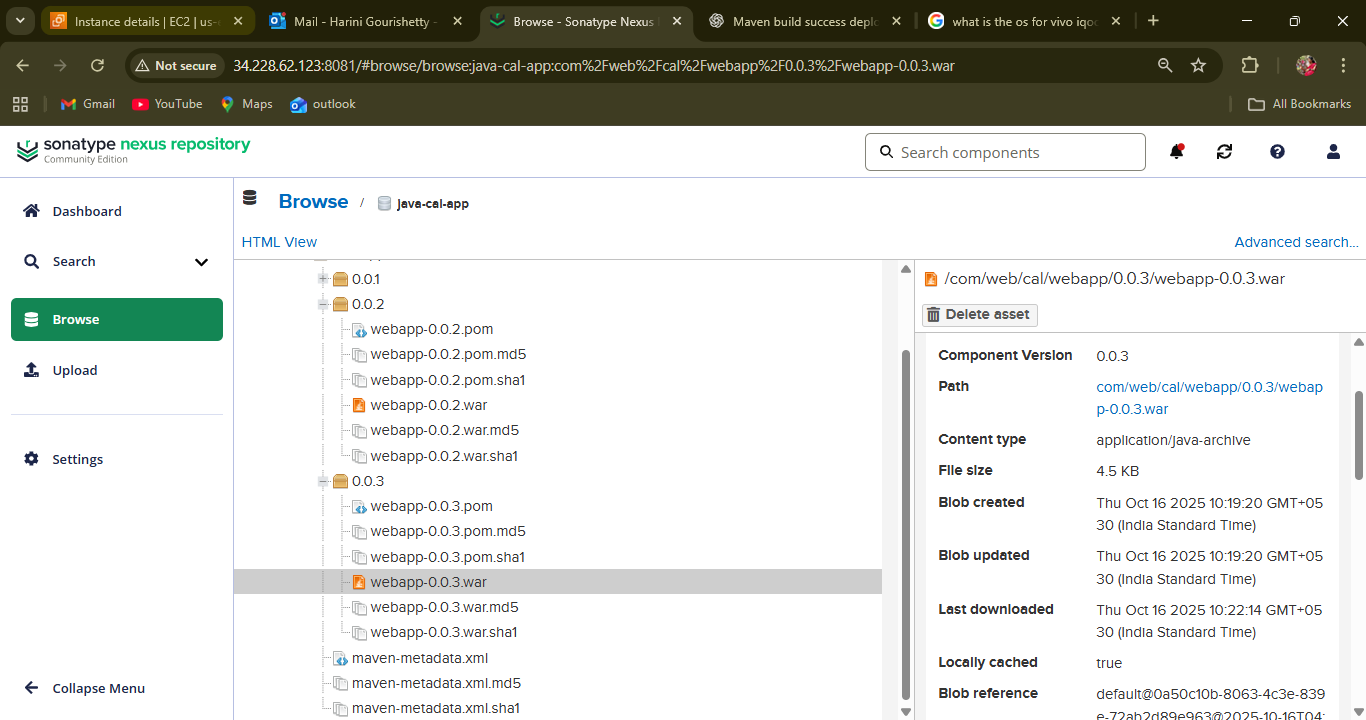 Instance details | EC2 | us-e
Mail - Harini Gourishetty -
Browse - Sonatype Nexus
Maven build success deplo
what is the os for vivo iqoo
Not secure
34.228.62.123:8081/#browse/browse:java-cal-app:com%2Fweb%2Fcal%2Fwebapp%2F0.0.3%2Fwebapp-0.0.3.war
Gmail
YouTube
Maps
outlook
All Bookmarks
sonatype nexus repository
Community Edition
Search components
Dashboard
Search
Browse
Upload
Settings
Collapse Menu
Browse / java-cal-app
HTML View
Advanced search...
0.0.1
0.0.2
webapp-0.0.2.pom
webapp-0.0.2.pom.md5
webapp-0.0.2.pom.sha1
webapp-0.0.2.war
webapp-0.0.2.war.md5
webapp-0.0.2.war.sha1
0.0.3
webapp-0.0.3.pom
webapp-0.0.3.pom.md5
webapp-0.0.3.pom.sha1
webapp-0.0.3.war
webapp-0.0.3.war.md5
webapp-0.0.3.war.sha1
maven-metadata.xml
maven-metadata.xml.md5
maven-metadata.xml.sha1
/com/web/cal/webapp/0.0.3/webapp-0.0.3.war
Delete asset
Component Version 0.0.3
Path com/web/cal/webapp/0.0.3/webap
p-0.0.3.war
Content type application/java-archive
File size 4.5 KB
Blob created Thu Oct 16 2025 10:19:20 GMT+05
30 (India Standard Time)
Blob updated Thu Oct 16 2025 10:19:20 GMT+05
30 (India Standard Time)
Last downloaded Thu Oct 16 2025 10:22:14 GMT+05
30 (India Standard Time)
Locally cached true
Blob reference default@0a50c10b-8063-4c3e-839
e-72ab2d89e963@2025-10-16T04: